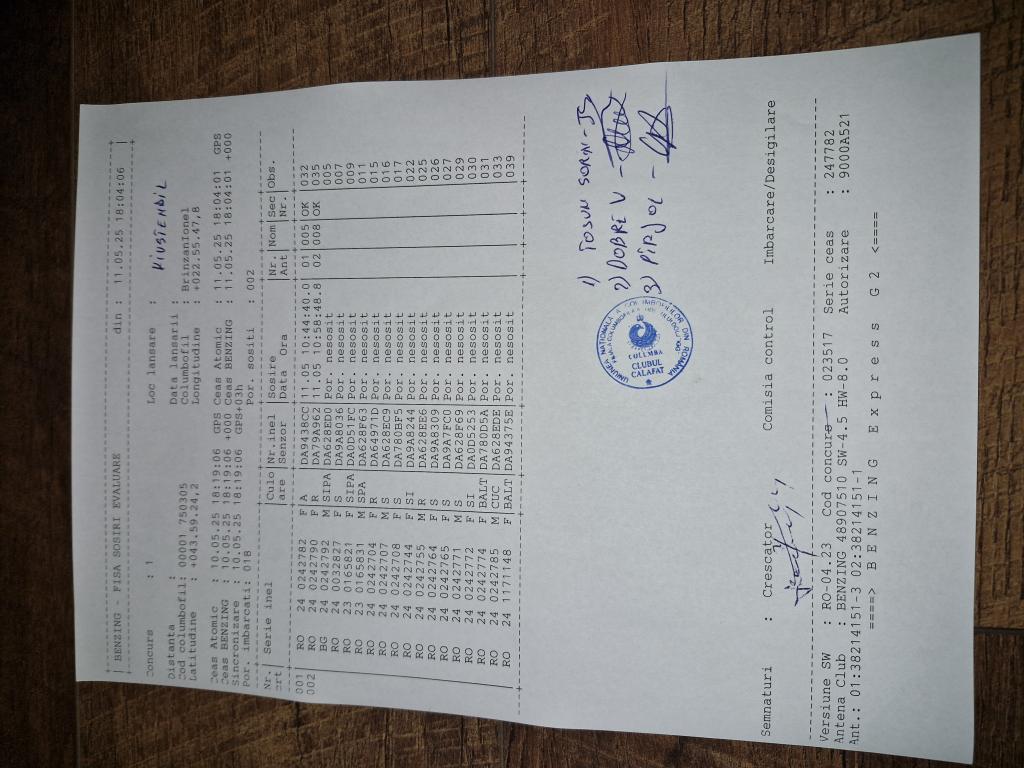 BENZING - FISA SOSIRI EVALUARE din : 11.05.25 18:04:06
Concurs : 1 Loc lansare : Kiustendil
Distanta : Data lansarii :
Cod columbofil: 00001 750305 Columbofil : BrinzanIonel
Latitudine : +043.59.24,2 Longitudine : +022.55.47,8
Ceas Atomic : 10.05.25 18:19:06 GPS Ceas Atomic : 11.05.25 18:04:01 GPS
Ceas BENZING : 10.05.25 18:19:06 +000 Ceas BENZING : 11.05.25 18:04:01 +000
Sincronizare : 10.05.25 18:19:06 GPS+03h
Por. imbarcati: 018 Por. sositi : 002
Nr.| Serie inel |Culo|Nr.inel |Sosire |Nr.|Nom|Sec|Obs.
crt| |are |Senzor |Data Ora |Ant| |Nr.|
001 RO 24 0242782 F A DA9438CC 11.05 10:44:40.0 01 005 OK 032
002 RO 24 0242790 F R DA79A962 11.05 10:58:48.8 02 008 OK 035
BG 24 0242792 M SIPA DA628ED0 Por. nesosit 005
RO 24 0032827 F S DA9A8036 Por. nesosit 007
RO 23 0165821 F SIPA DA0D51FC Por. nesosit 009
RO 23 0165831 M SPA DA628F63 Por. nesosit 011
RO 24 0242704 F R DA64971D Por. nesosit 015
RO 24 0242707 M S DA628EC9 Por. nesosit 016
RO 24 0242708 F S DA780BF5 Por. nesosit 017
RO 24 0242744 F SI DA9A8244 Por. nesosit 022
RO 24 0242755 M R DA628EE6 Por. nesosit 025
RO 24 0242764 F S DA9A8309 Por. nesosit 026
RO 24 0242765 F S DA9A7FC0 Por. nesosit 027
RO 24 0242771 M S DA628F69 Por. nesosit 029
RO 24 0242772 F SI DA0D5253 Por. nesosit 030
RO 24 0242774 F BALT DA780D5A Por. nesosit 031
RO 24 0242785 M CUC DA628EDE Por. nesosit 033
RO 24 1171148 F BALT DA94375E Por. nesosit 039
1) TOSUN SORIN
2) DOBRE V -
3) PIRJOL -
UNIUNEA NATIONALA A COLUMBOFILILOR DIN ROMANIA
COLUMBA
CLUBUL
CALAFAT
Semnaturi : Crescator Comisia control Imbarcare/Desigilare
Versiune SW : RO-04.23 Cod concurs : 023517 Serie ceas : 247782
Antena Club : BENZING 48907510 SW-4.5 HW-8.0 Autorizare : 9000A521
Ant.: 01:38214151-3 02:38214151-1
====> B E N Z I N G E x p r e s s G 2 <====